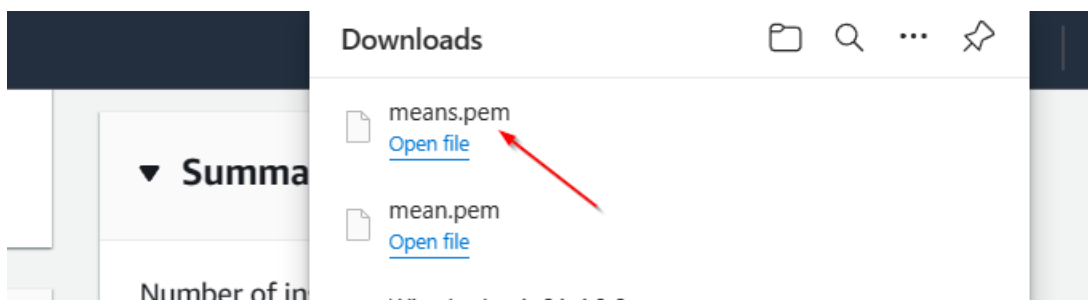 Downloads
means.pem
Open file
Summa
mean.pem
Open file
Number of in